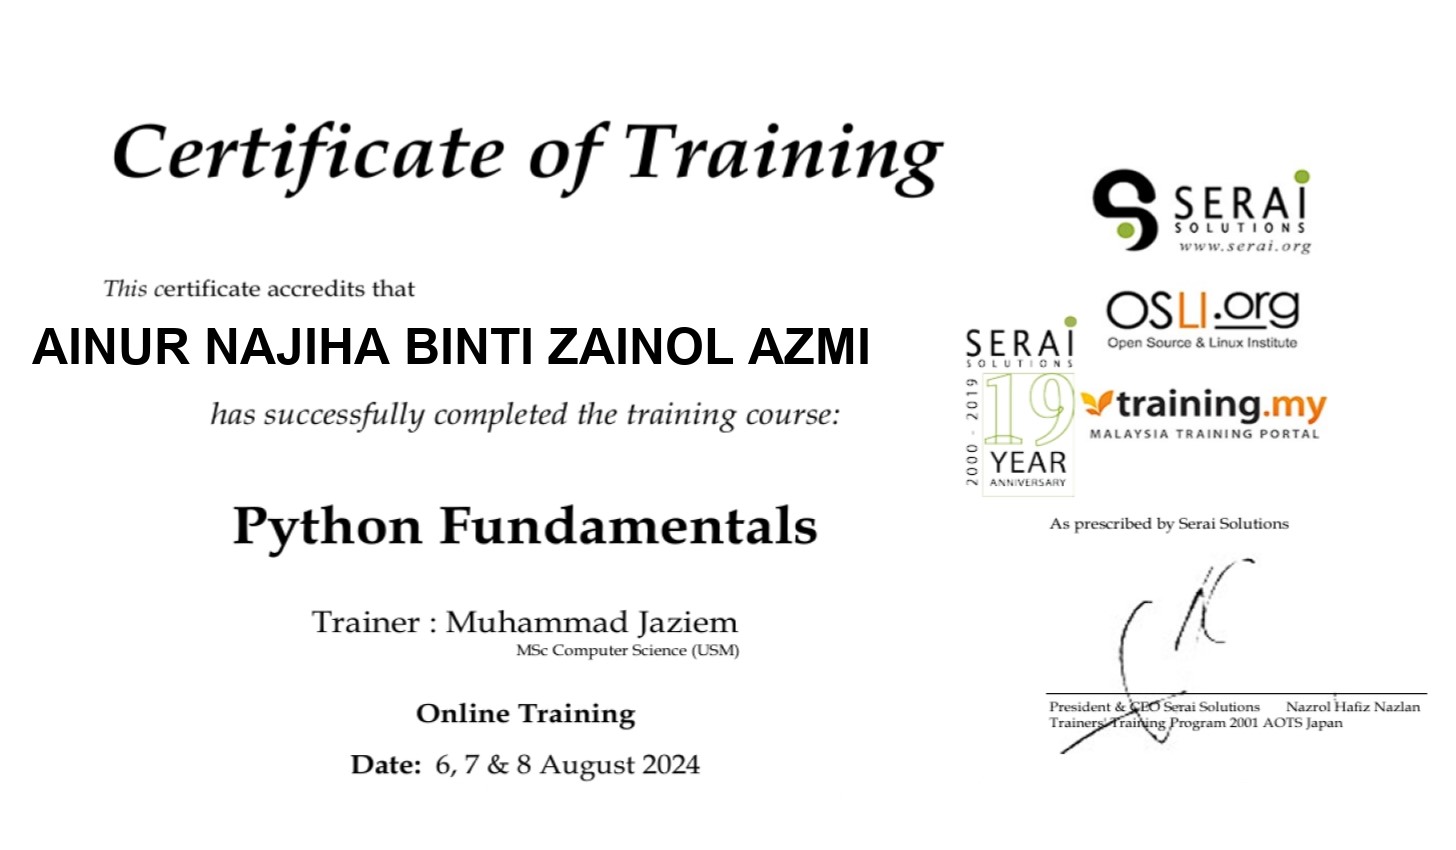 Certificate of Training
This certificate accredits that
AINUR NAJIHA BINTI ZAINOL AZMI
has successfully completed the training course:
Python Fundamentals
Trainer : Muhammad Jaziem
MSc Computer Science (USM)
Online Training
Date: 6, 7 & 8 August 2024
SERAi
SOLUTIONS
www.serai.org
OSLI.org
Open Source & Linux Institute
SERAi
SOLUTIONS
2000 - 2019
19
YEAR
ANNIVERSARY
training.my
MALAYSIA TRAINING PORTAL
As prescribed by Serai Solutions
President & CEO Serai Solutions Nazrol Hafiz Nazlan
Trainers' Training Program 2001 AOTS Japan